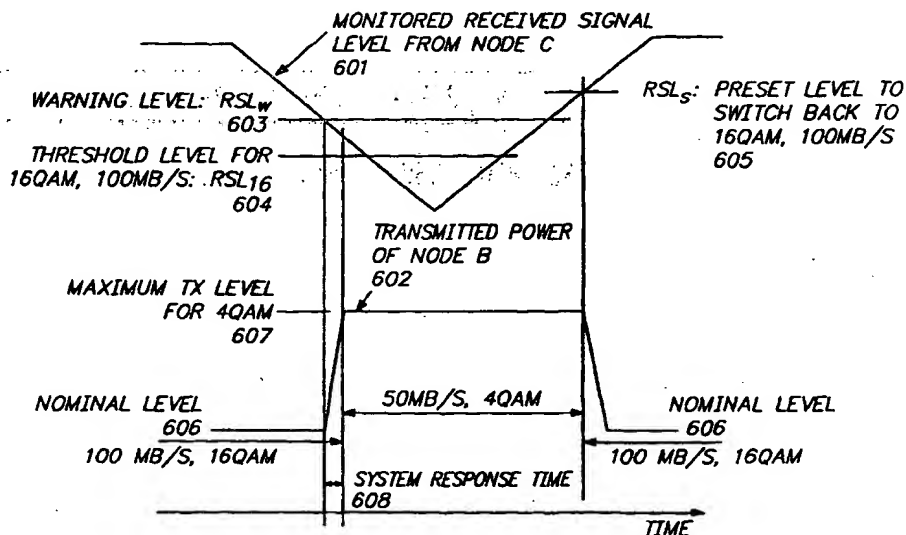 MONITORED RECEIVED SIGNAL
LEVEL FROM NODE C
601
WARNING LEVEL: RSLw
603
RSLS: PRESET LEVEL TO
SWITCH BACK TO
16QAM, 100MB/S
605
THRESHOLD LEVEL FOR
16QAM, 100MB/S: RSL16
604
TRANSMITTED POWER
OF NODE B
602
MAXIMUM TX LEVEL
FOR 4QAM
607
NOMINAL LEVEL
606
100 MB/S, 16QAM
50MB/S, 4QAM
NOMINAL LEVEL
606
100 MB/S, 16QAM
SYSTEM RESPONSE TIME
608
TIME